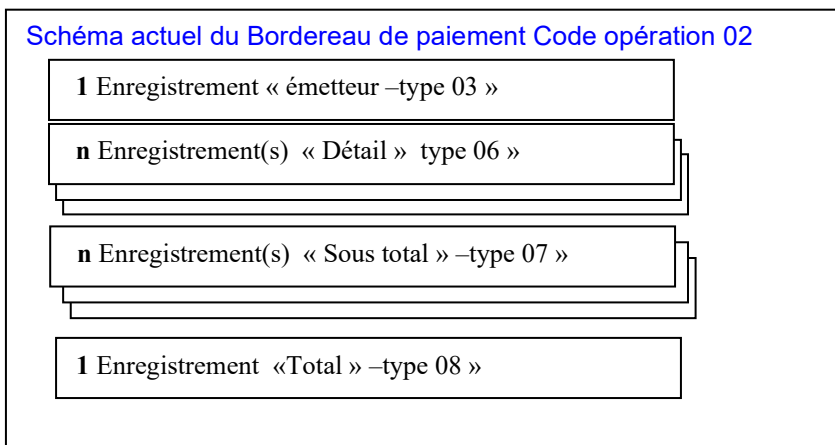 Schéma actuel du Bordereau de paiement Code opération 02
1 Enregistrement « émetteur –type 03 »
n Enregistrement(s) « Détail » type 06 »
n Enregistrement(s) « Sous total » –type 07 »
1 Enregistrement «Total » –type 08 »